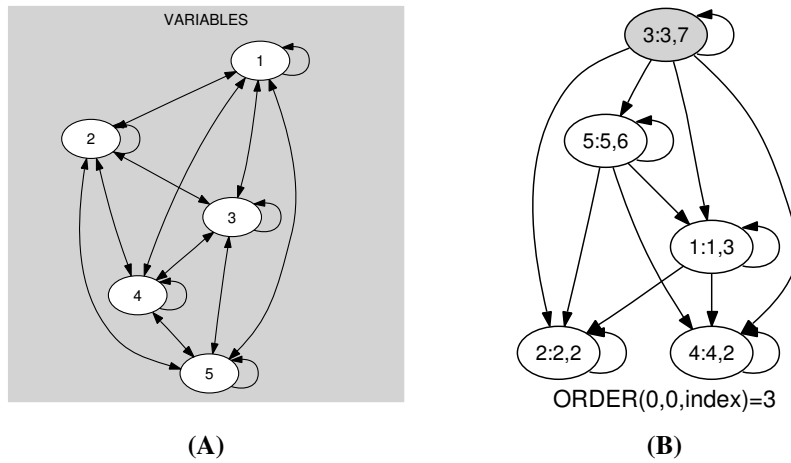 VARIABLES
1
2
3
4
5
(A)
3:3,7
5:5,6
1:1,3
2:2,2
4:4,2
ORDER(0,0,index)=3
(B)